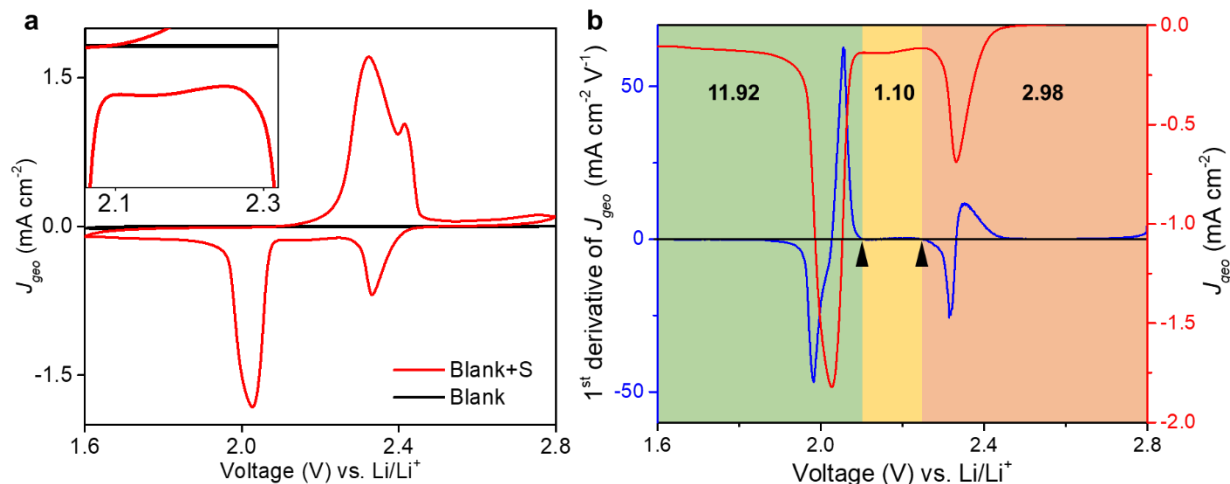 a
1.5
0.0
-1.5
J_geo (mA cm⁻²)
2.1 2.3
Blank+S
Blank
1.6 2.0 2.4 2.8
Voltage (V) vs. Li/Li⁺
b
50
0
-50
1ˢᵗ derivative of J_geo (mA cm⁻² V⁻¹)
11.92 1.10 2.98
0.0
-0.5
-1.0
-1.5
-2.0
J_geo (mA cm⁻²)
1.6 2.0 2.4 2.8
Voltage (V) vs. Li/Li⁺